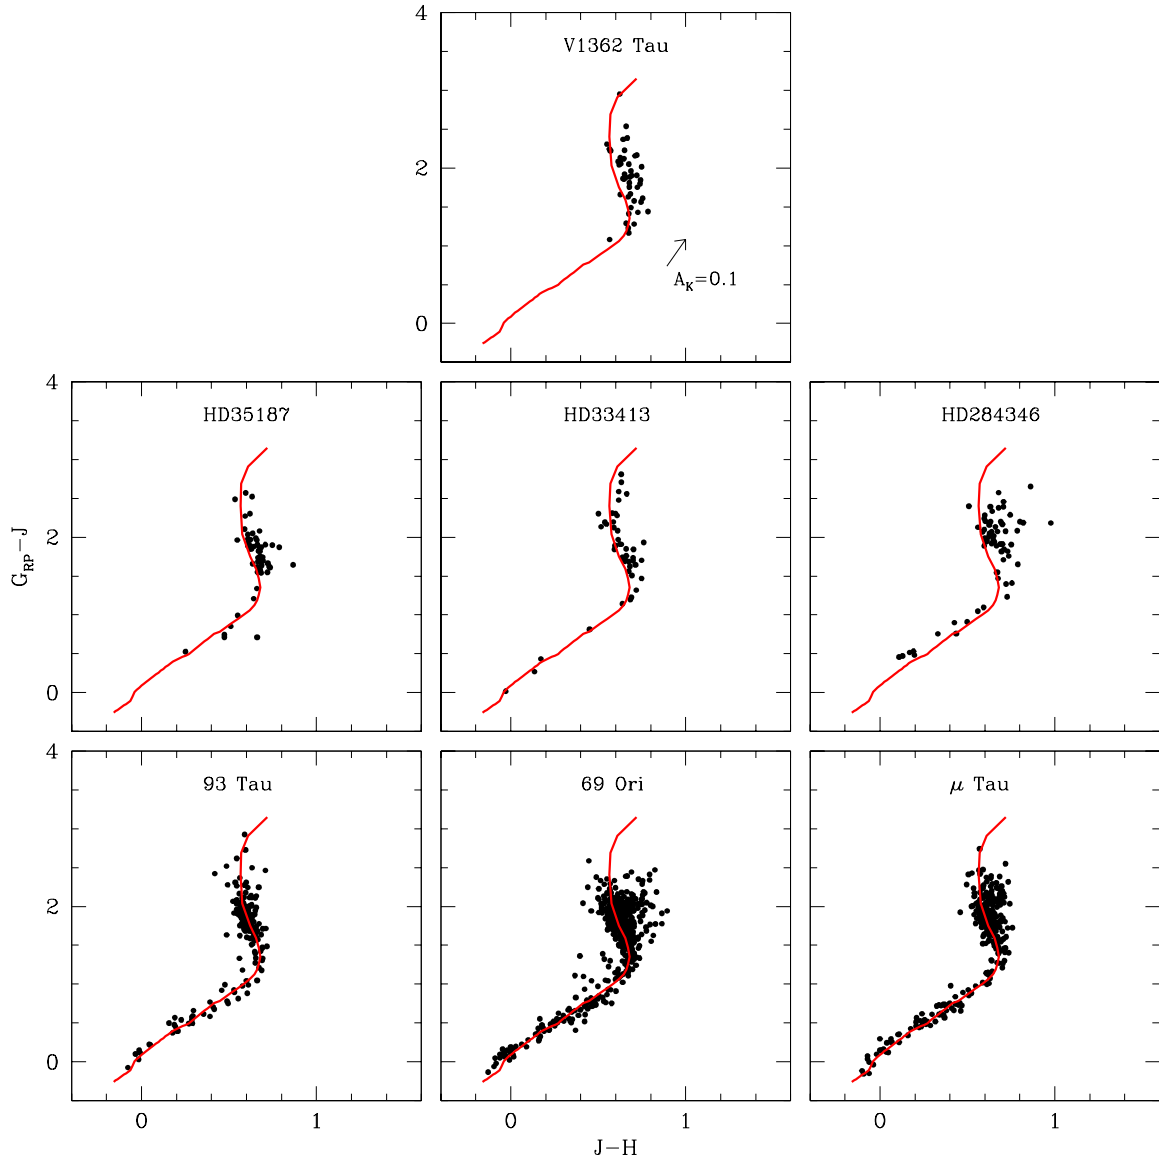 4
V1362 Tau
2
A_K=0.1
0
4
HD35187
HD33413
HD284346
2
G_RP−J
0
4
93 Tau
69 Ori
μ Tau
2
0
0 1 0 1 0 1
J−H